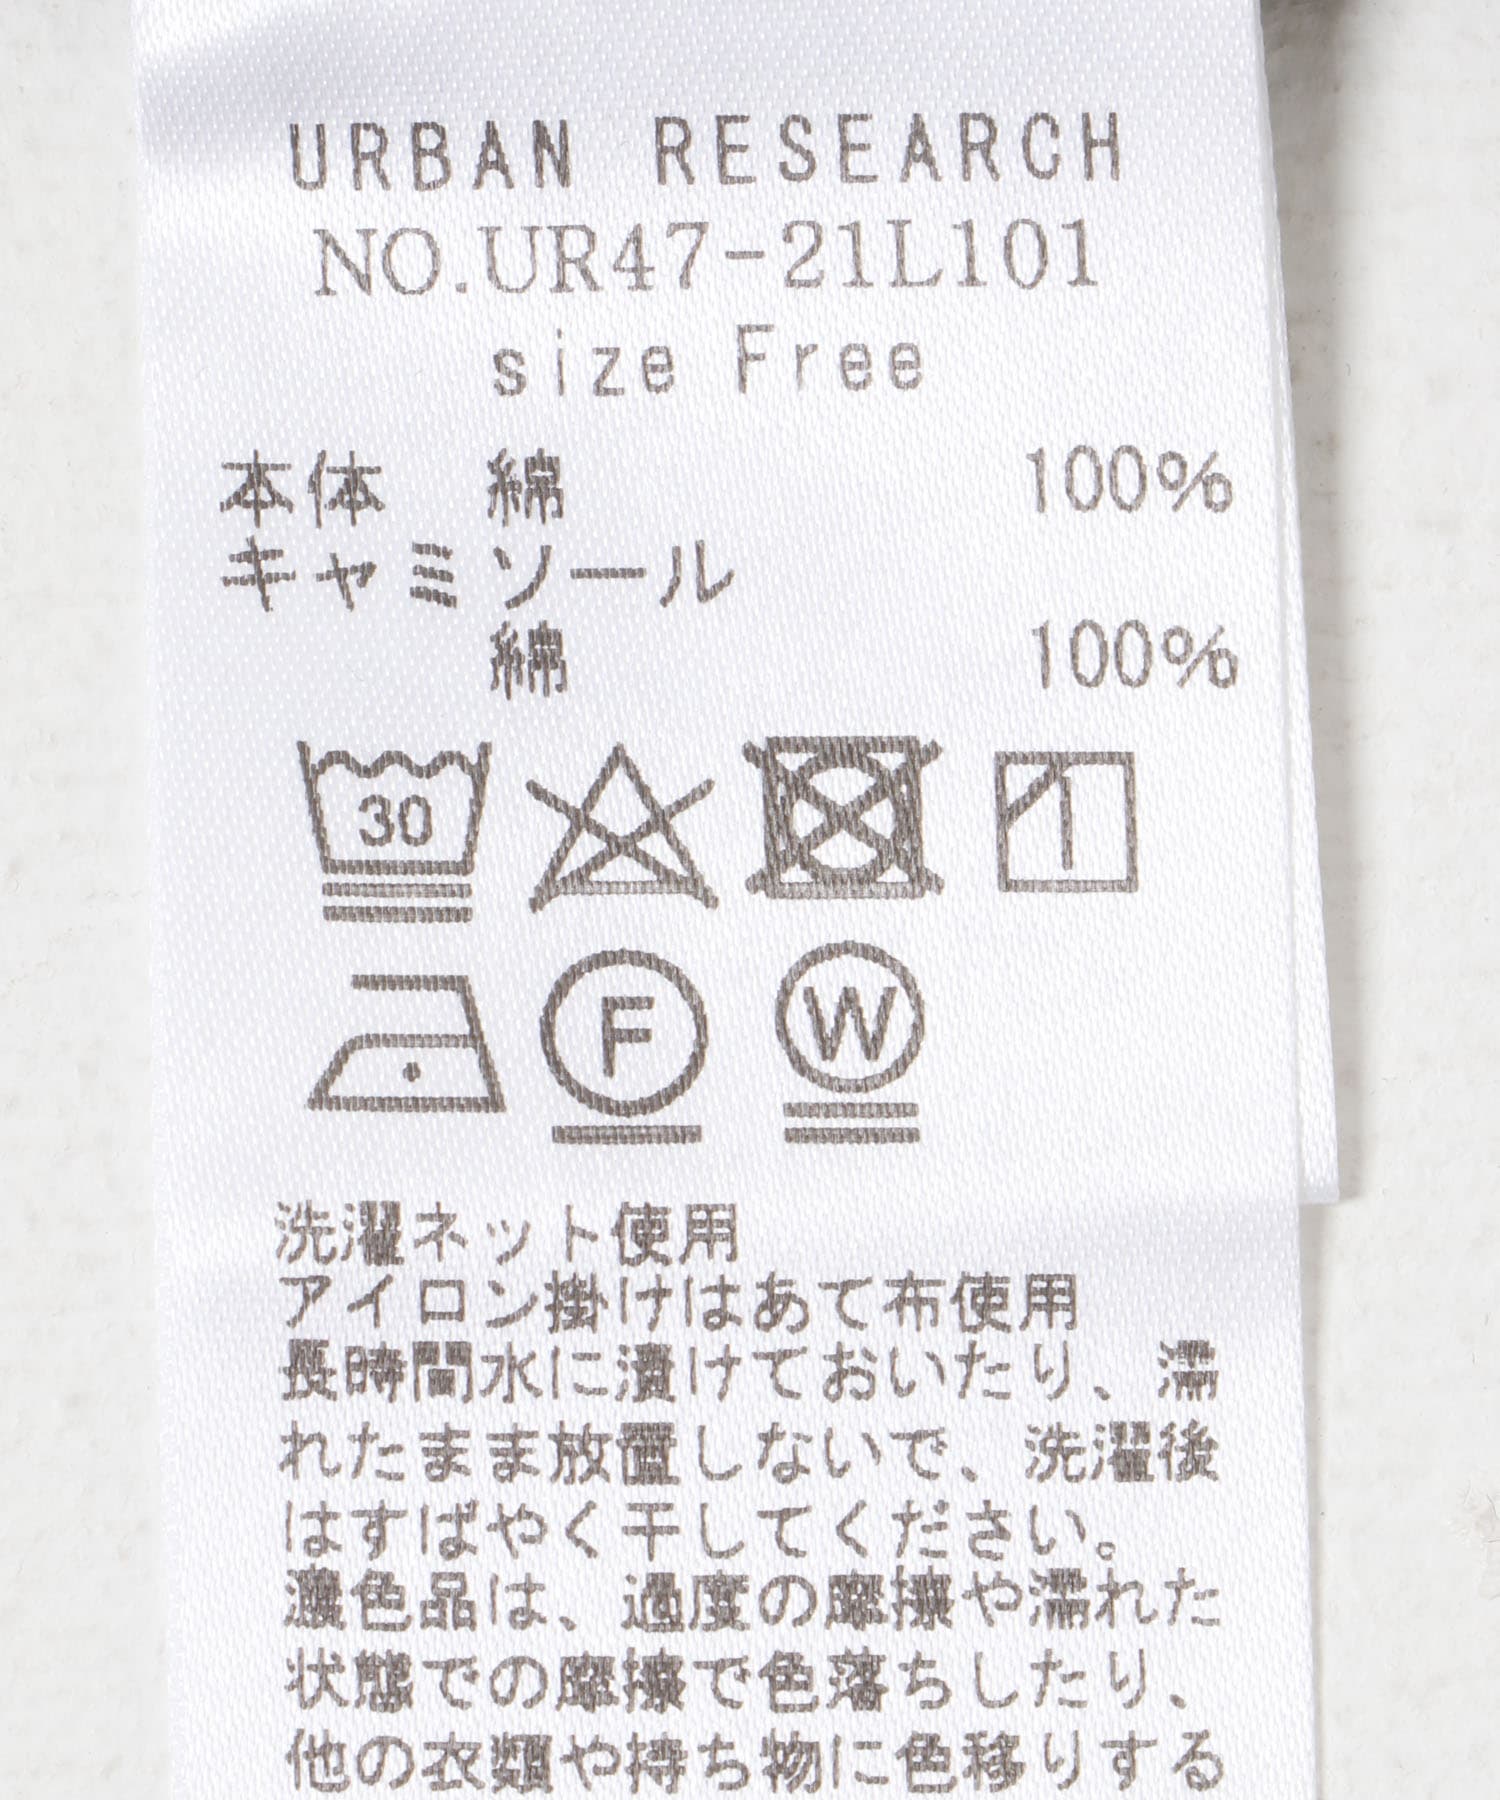 URBAN RESEARCH
NO.UR47-21L101
size Free
本体 綿 100%
キャミソール
綿 100%
30
F W
洗濯ネット使用
アイロン掛けはあて布使用
長時間水に漬けておいたり、濡
れたまま放置しないで、洗濯後
はすばやく干してください。
濃色品は、過度の摩擦や濡れた
状態での摩擦で色落ちしたり、
他の衣類や持ち物に色移りする